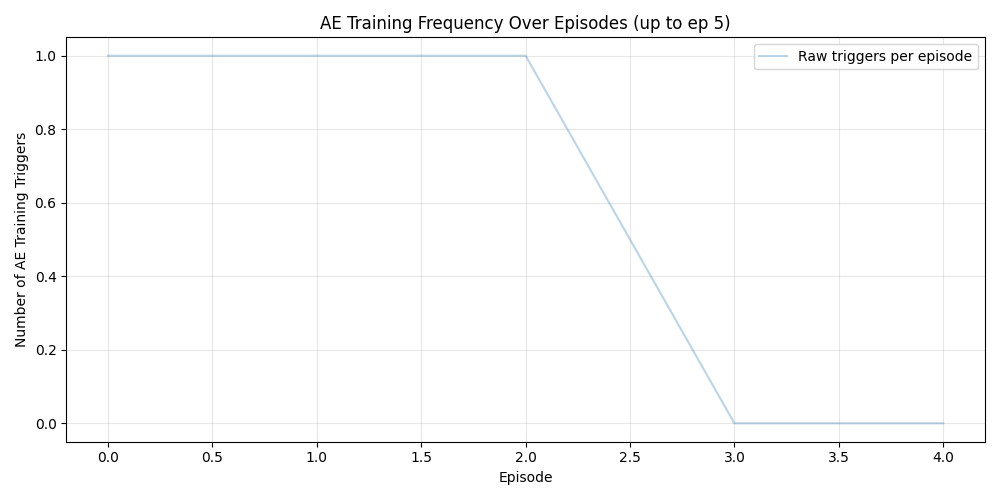 AE Training Frequency Over Episodes (up to ep 5)
Raw triggers per episode
Number of AE Training Triggers
1.0
0.8
0.6
0.4
0.2
0.0
0.0 0.5 1.0 1.5 2.0 2.5 3.0 3.5 4.0
Episode